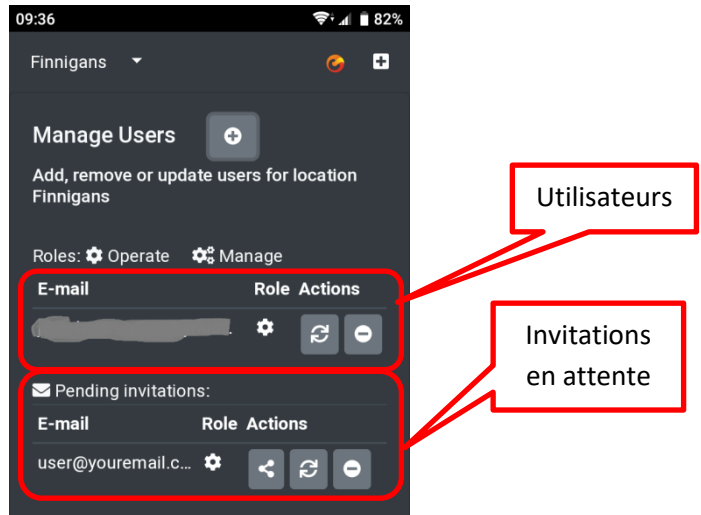 09:36 82%
Finnigans
Manage Users
Add, remove or update users for location
Finnigans
Roles: Operate Manage
E-mail Role Actions
Pending invitations:
E-mail Role Actions
user@youremail.c...
Utilisateurs
Invitations
en attente